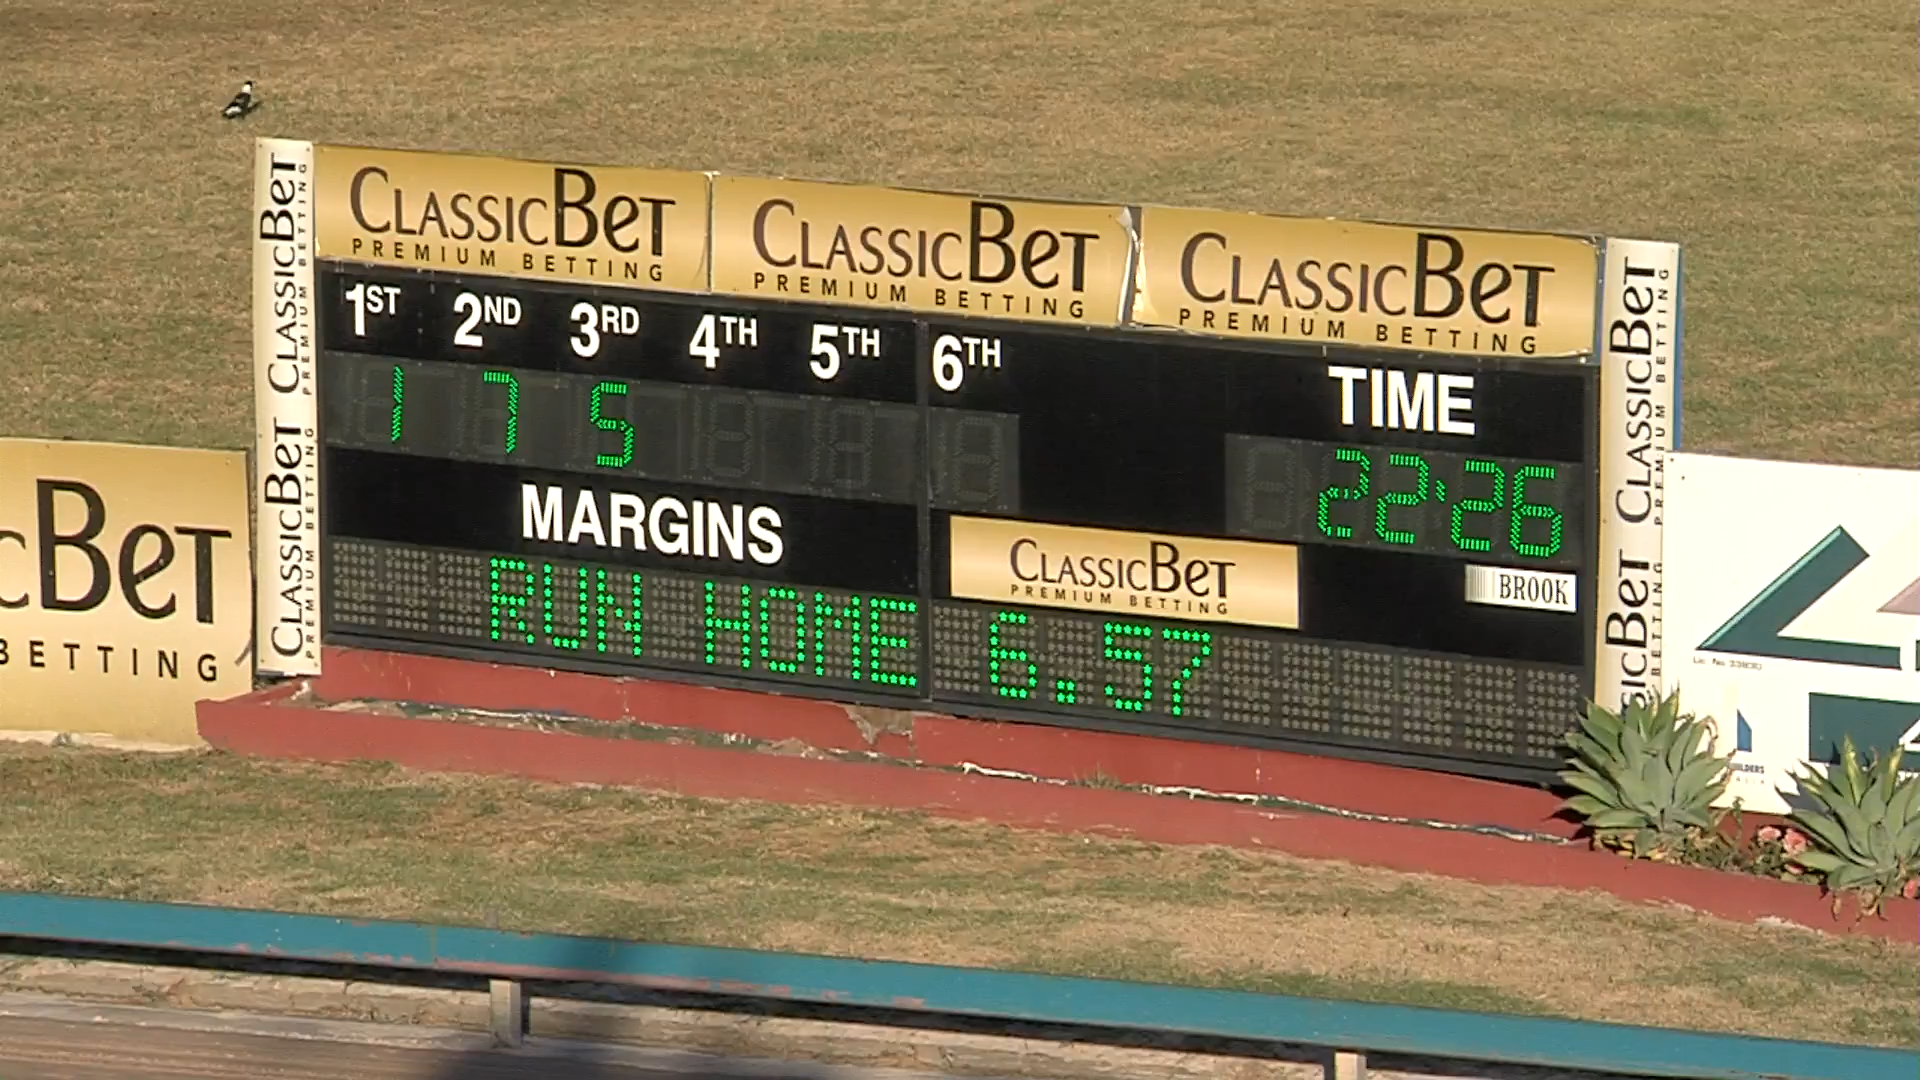 CLASSICBET
PREMIUM BETTING
CLASSICBET
PREMIUM BETTING
CLASSICBET
PREMIUM BETTING
CLASSICBET CLASSICBET
PREMIUM BETTING PREMIUM BETTING
1ST 2ND 3RD 4TH 5TH 6TH
TIME
1 7 5
22:26
MARGINS
CLASSICBET
PREMIUM BETTING
BROOK
RUN HOME 6.57
CBET
BETTING
SICBET CLASSICBET
BETTING PREMIUM BETTING